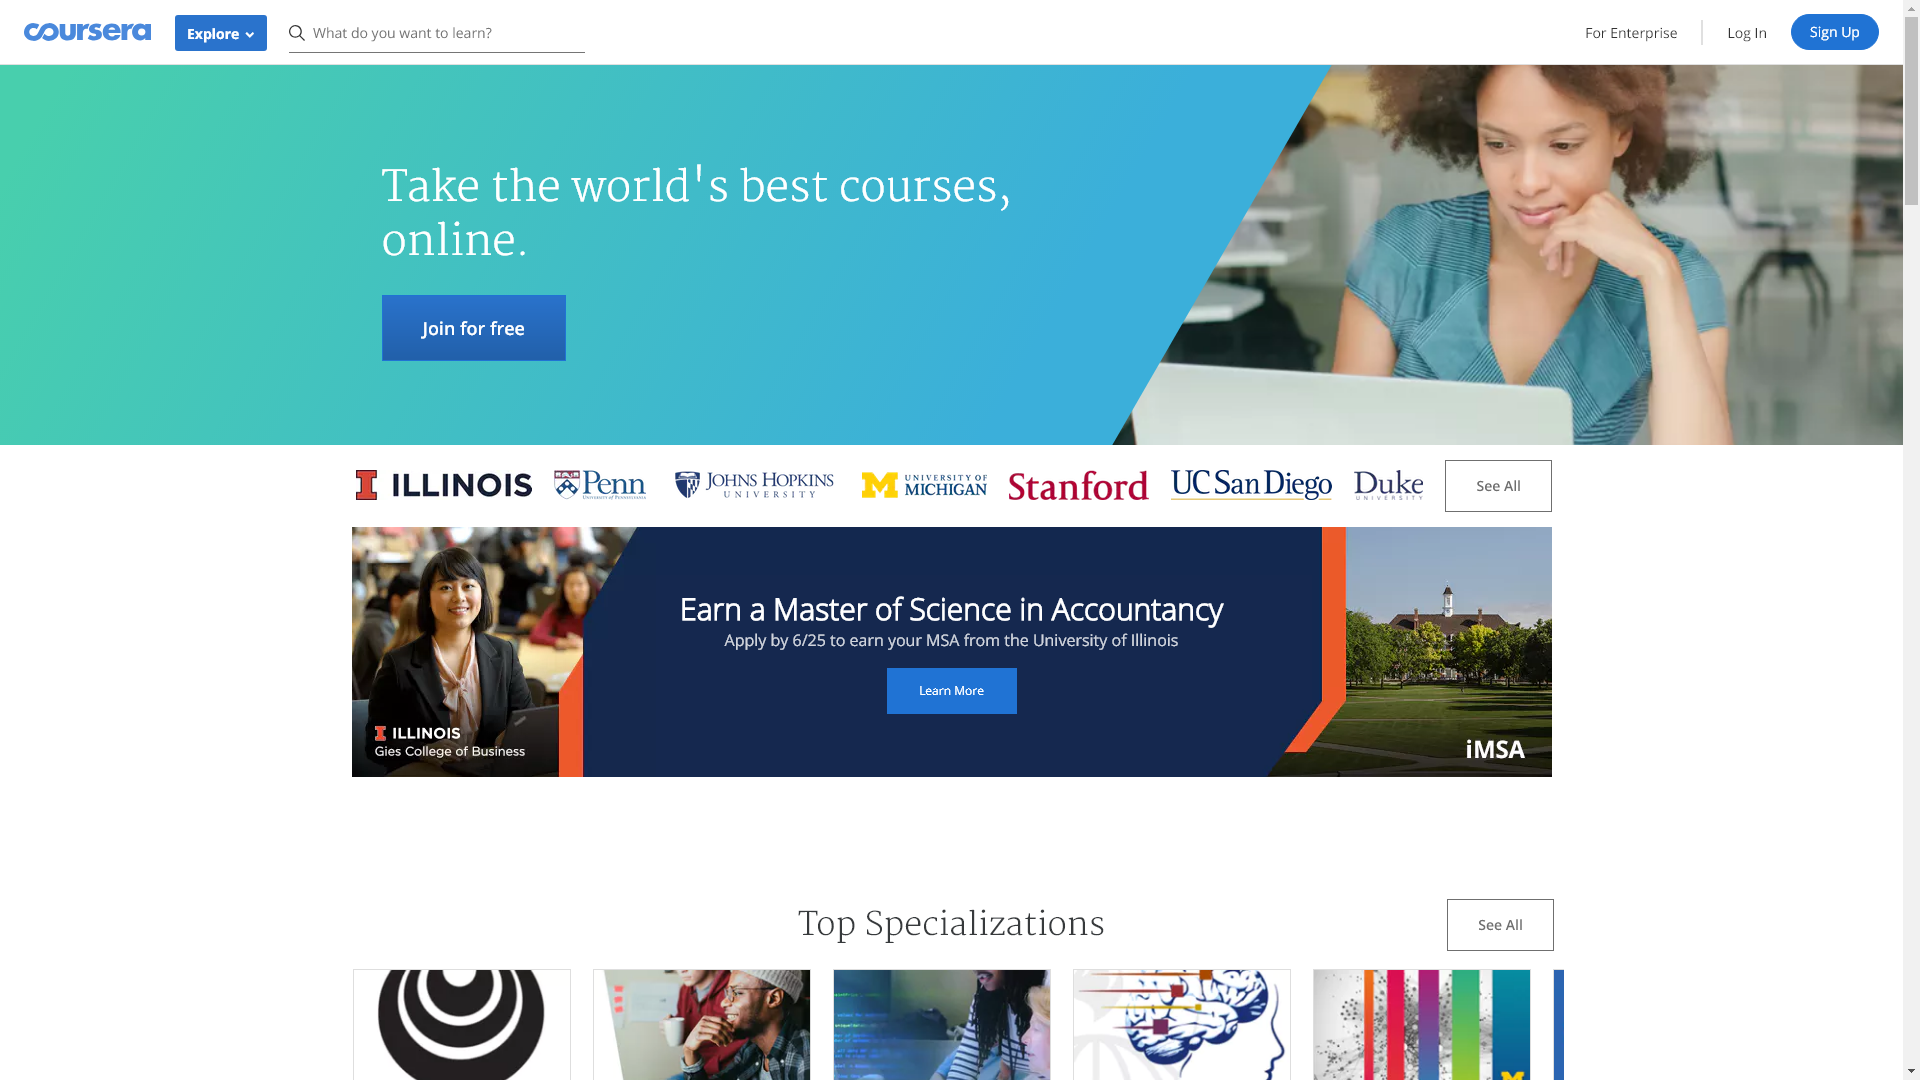 coursera
Explore
What do you want to learn?
For Enterprise
Log In
Sign Up
Take the world's best courses,
online.
Join for free
ILLINOIS
Penn
UNIVERSITY OF PENNSYLVANIA
JOHNS HOPKINS
UNIVERSITY
UNIVERSITY OF
MICHIGAN
Stanford
UC San Diego
Duke
UNIVERSITY
See All
Earn a Master of Science in Accountancy
Apply by 6/25 to earn your MSA from the University of Illinois
Learn More
ILLINOIS
Gies College of Business
iMSA
Top Specializations
See All